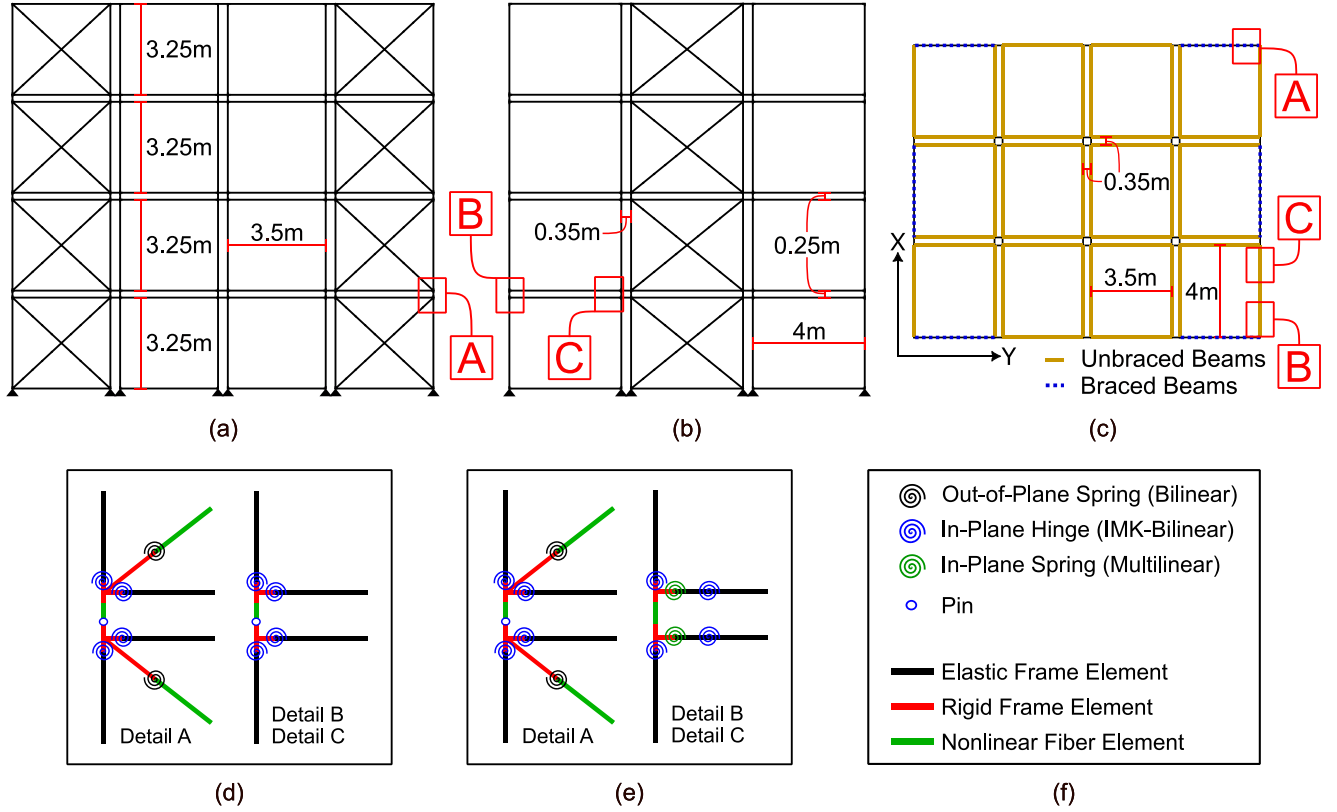 3.25m
3.25m
3.25m
3.5m
3.25m
A
(a)
B
0.35m
0.25m
C
4m
(b)
A
0.35m
C
X
3.5m
4m
Y
B
Unbraced Beams
Braced Beams
(c)
Detail A
Detail B
Detail C
(d)
Detail A
Detail B
Detail C
(e)
Out-of-Plane Spring (Bilinear)
In-Plane Hinge (IMK-Bilinear)
In-Plane Spring (Multilinear)
Pin
Elastic Frame Element
Rigid Frame Element
Nonlinear Fiber Element
(f)